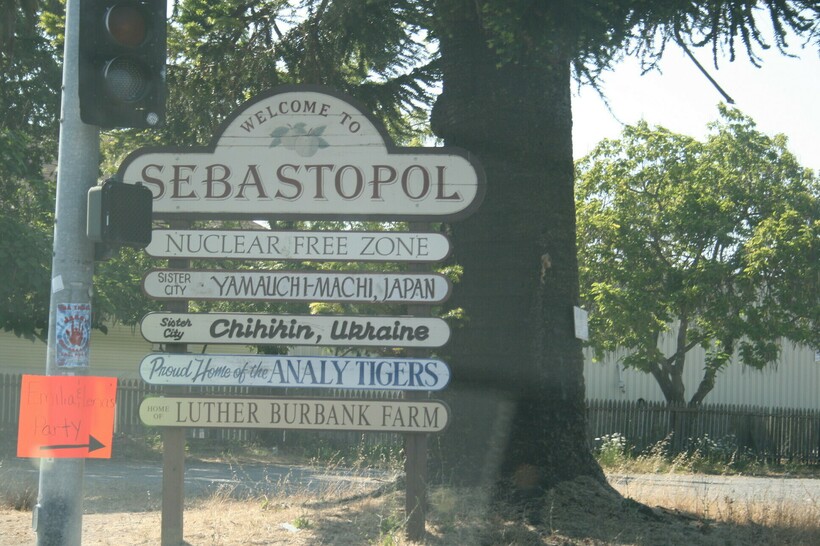 WELCOME TO
SEBASTOPOL
NUCLEAR FREE ZONE
SISTER
CITY
YAMAUCHI-MACHI, JAPAN
Sister
City
Chihirin, Ukraine
Proud Home of the ANALY TIGERS
HOME
OF
LUTHER BURBANK FARM
Party